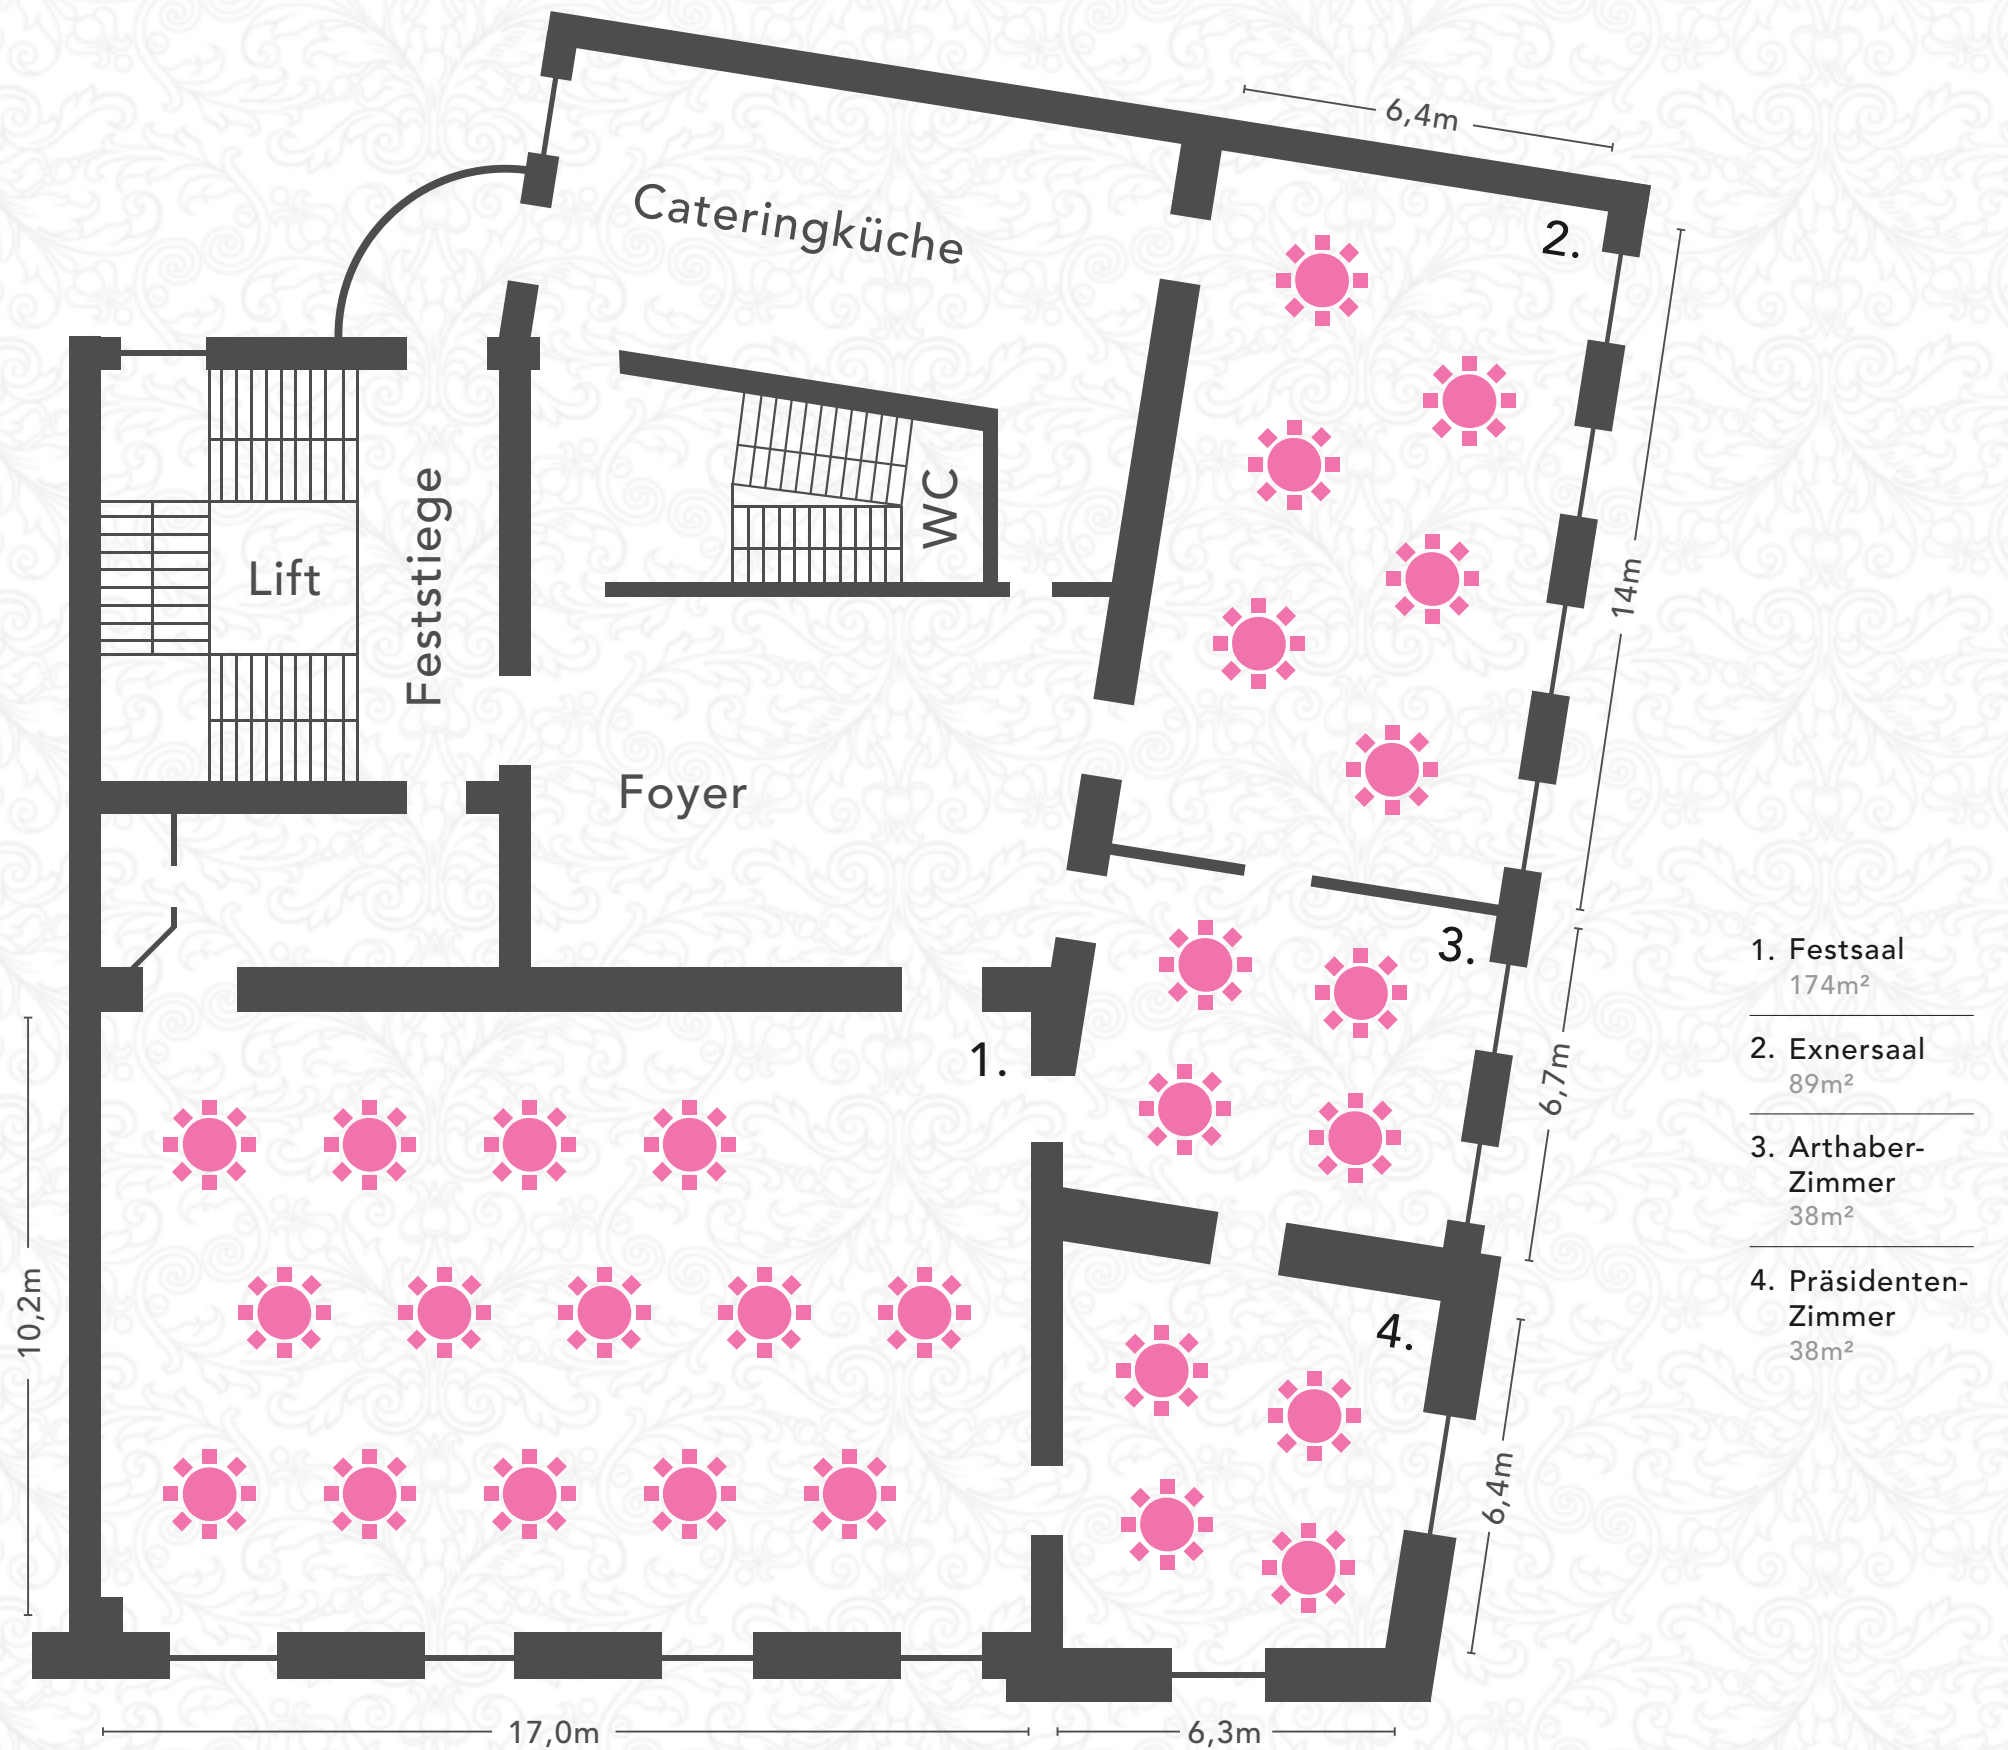 6,4m
Cateringküche
2.
WC
Feststiege
Lift
14m
Foyer
3.
1.
6,7m
4.
10,2m
6,4m
17,0m
6,3m
1. Festsaal
174m²
2. Exnersaal
89m²
3. Arthaber-
Zimmer
38m²
4. Präsidenten-
Zimmer
38m²